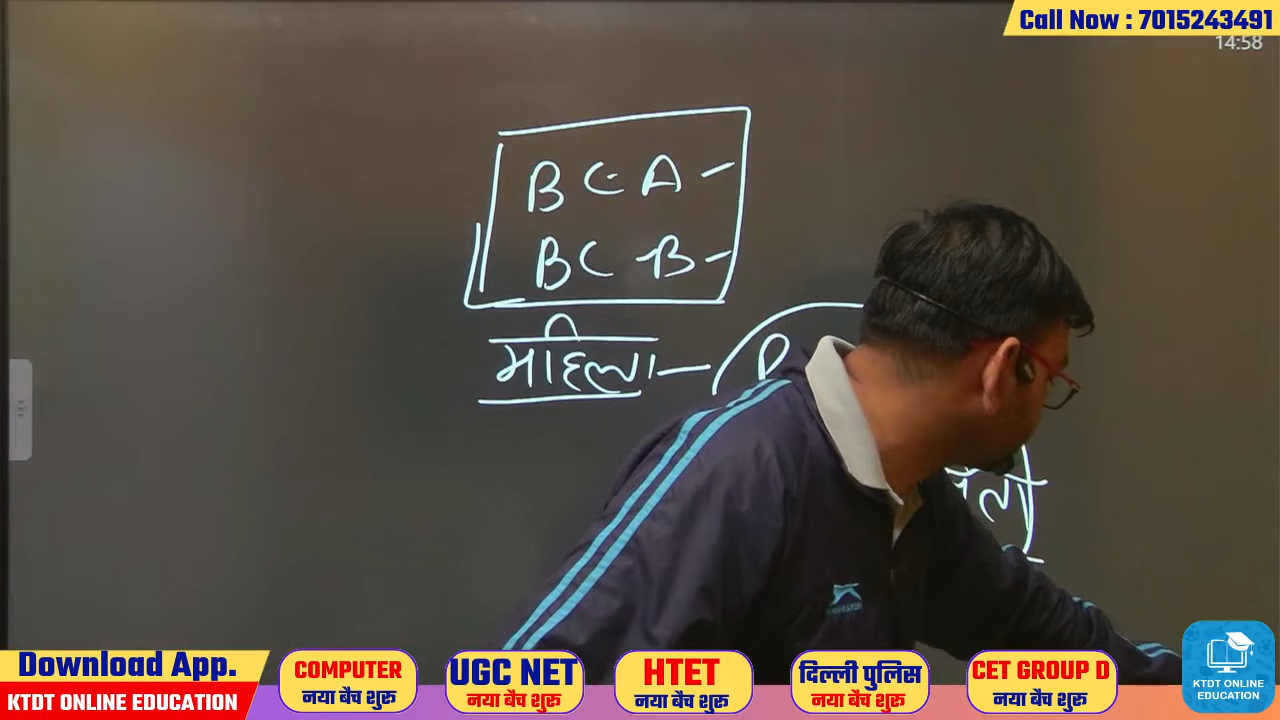 Call Now : 7015243491
14:58
BCA-
BC-B-
महिला-
Download App.
KTDT ONLINE EDUCATION
COMPUTER
नया बैच शुरू
UGC NET
नया बैच शुरू
HTET
नया बैच शुरू
दिल्ली पुलिस
नया बैच शुरू
CET GROUP D
नया बैच शुरू
KTDT ONLINE
EDUCATION